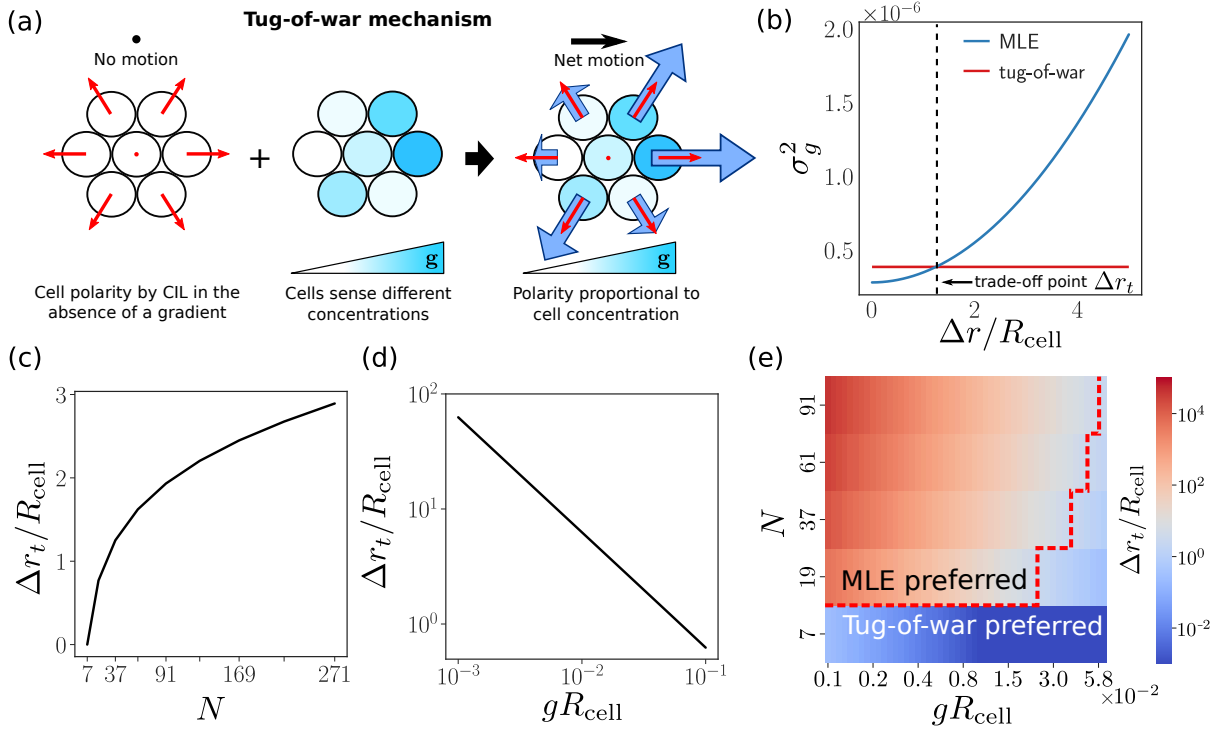 (a)
Tug-of-war mechanism
No motion
Net motion
+
g
g
Cell polarity by CIL in the
absence of a gradient
Cells sense different
concentrations
Polarity proportional to
cell concentration
(b)
×10⁻⁶
2.0
1.5
1.0
0.5
σ_g^2
MLE
tug-of-war
trade-off point Δr_t
0
2
4
Δr/R_cell
(c)
3
2
1
0
Δr_t/R_cell
7
37
91
169
271
N
(d)
10²
10¹
10⁰
Δr_t/R_cell
10⁻³
10⁻²
10⁻¹
gR_cell
(e)
91
61
37
19
7
N
MLE preferred
Tug-of-war preferred
0.1
0.2
0.4
0.8
1.5
3.0
5.8
×10⁻²
gR_cell
10⁴
10²
10⁰
10⁻²
Δr_t/R_cell